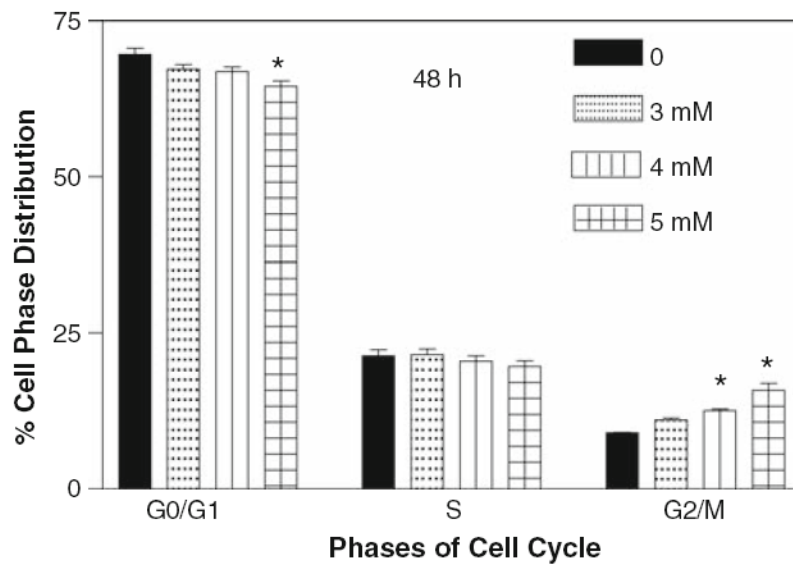 75
50
25
0
% Cell Phase Distribution
48 h
*
*
*
0
3 mM
4 mM
5 mM
G0/G1
S
G2/M
Phases of Cell Cycle